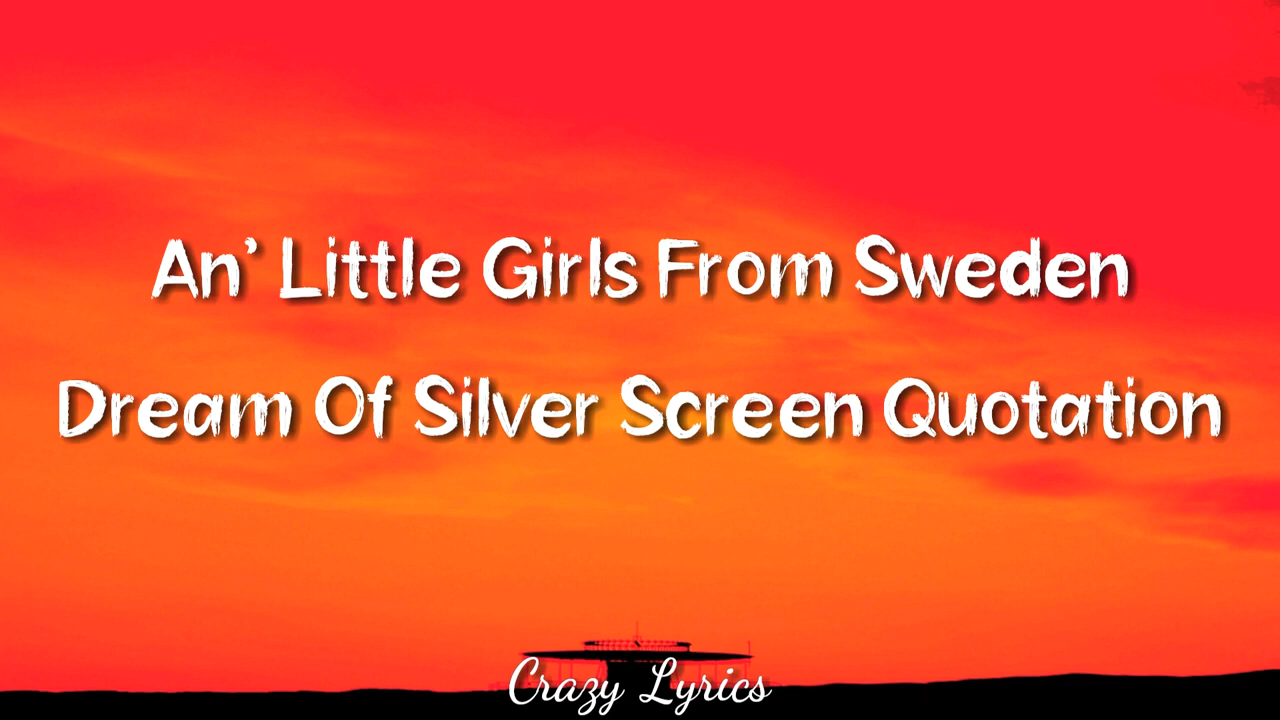 An' Little Girls From Sweden
Dream Of Silver Screen Quotation
Crazy Lyrics